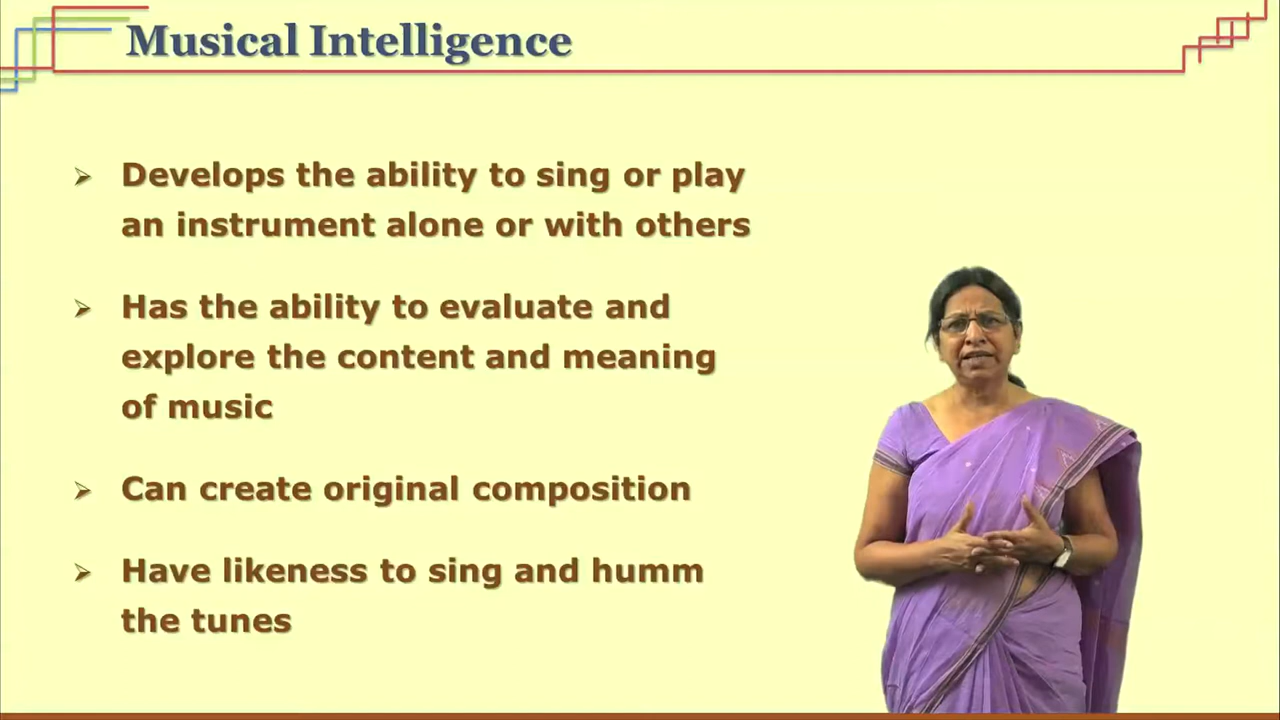 Musical Intelligence
Develops the ability to sing or play
an instrument alone or with others
Has the ability to evaluate and
explore the content and meaning
of music
Can create original composition
Have likeness to sing and humm
the tunes